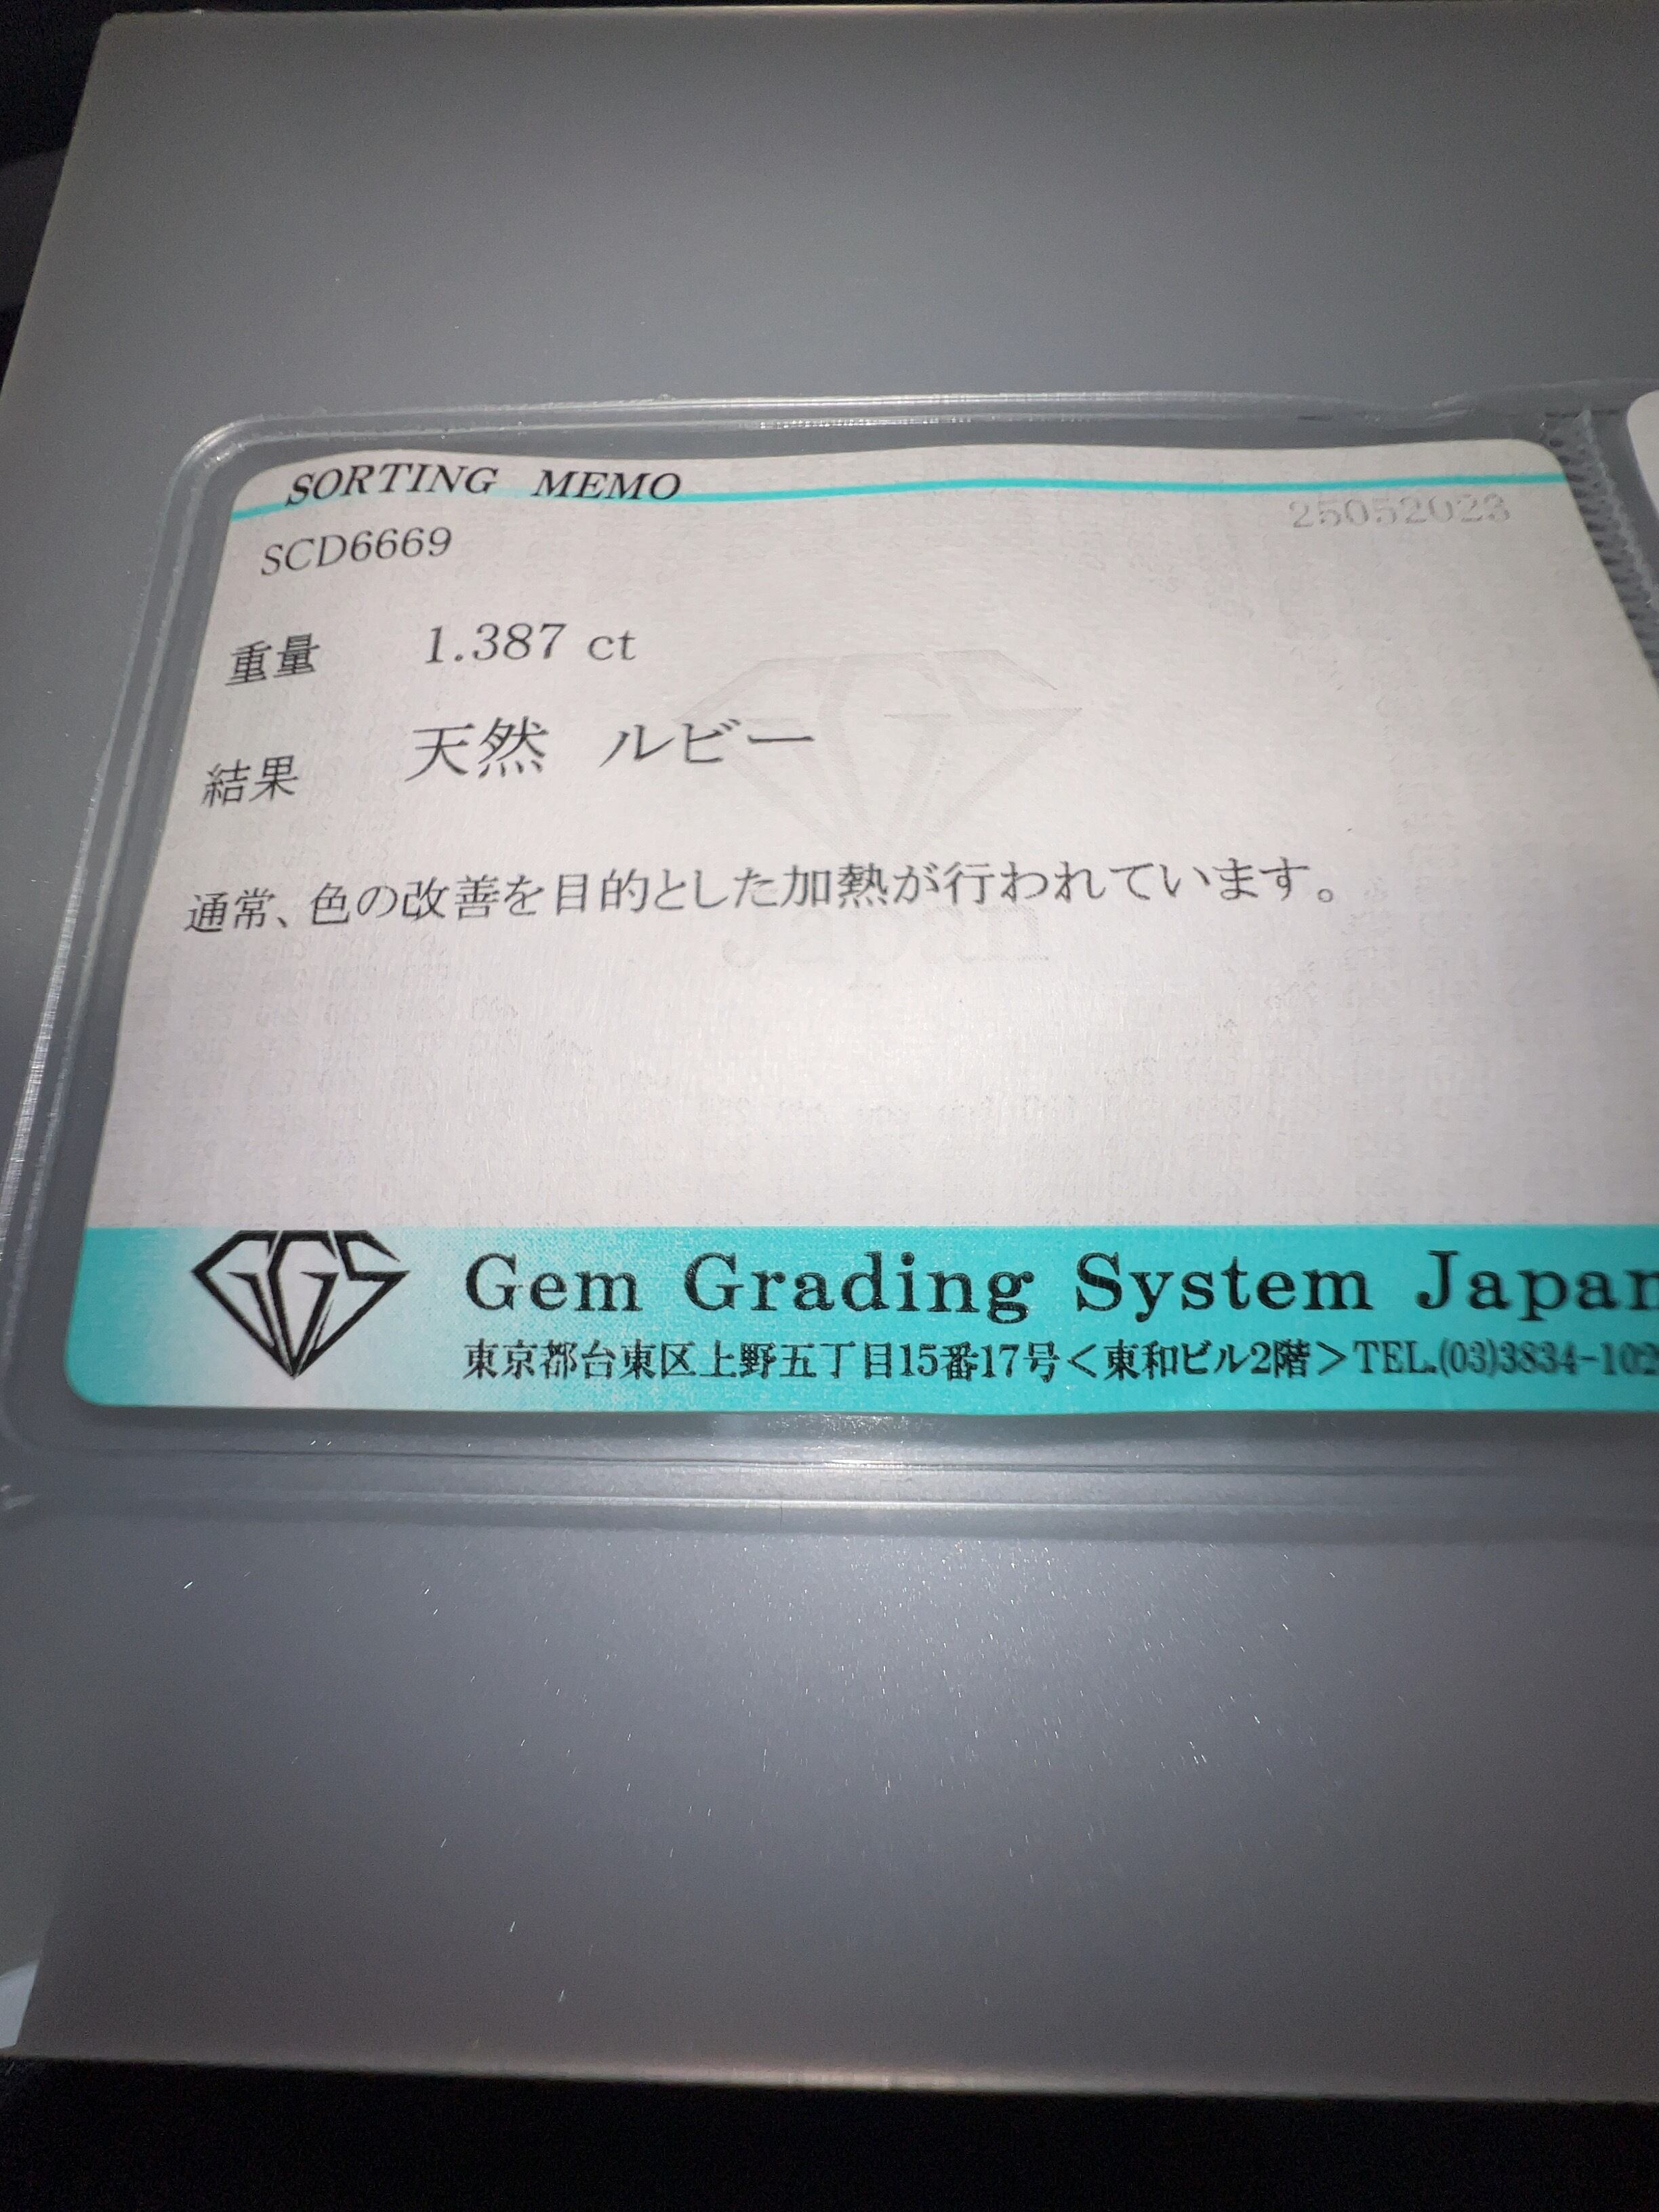 SORTING MEMO
25052023
SCD6669
重量 1.387 ct
結果 天然 ルビー
通常、色の改善を目的とした加熱が行われています。
Japan
GGS Gem Grading System Japan
東京都台東区上野五丁目15番17号<東和ビル2階>TEL.(03)3834-102